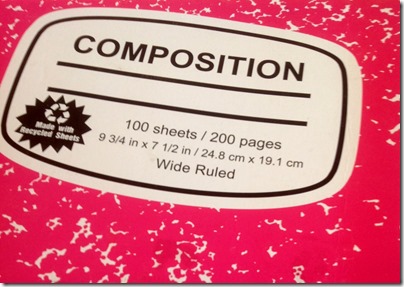 COMPOSITION
Made with
Recycled Sheets
100 sheets / 200 pages
9 3/4 in x 7 1/2 in / 24.8 cm x 19.1 cm
Wide Ruled